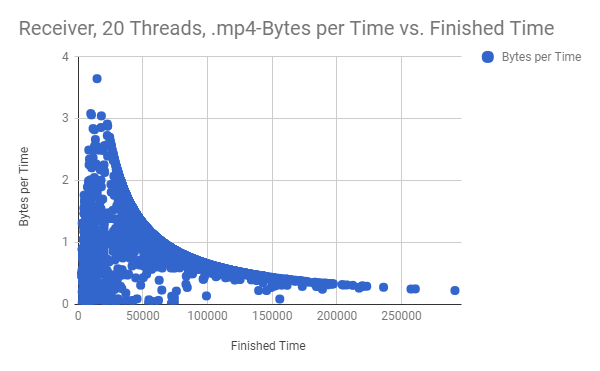 Receiver, 20 Threads, .mp4-Bytes per Time vs. Finished Time
Bytes per Time
4
3
2
1
0
0 50000 100000 150000 200000 250000
Finished Time
Bytes per Time